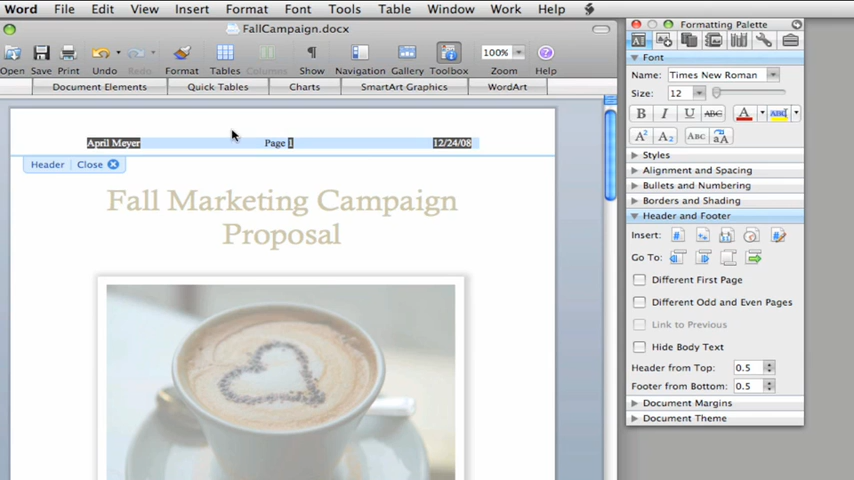 Word File Edit View Insert Format Font Tools Table Window Work Help
FallCampaign.docx
Open Save Print Undo Redo Format Tables Columns Show Navigation Gallery Toolbox Zoom Help
100%
Document Elements Quick Tables Charts SmartArt Graphics WordArt
April Meyer Page 1 12/24/08
Header Close
Fall Marketing Campaign
Proposal
Formatting Palette
Font
Name: Times New Roman
Size: 12
B I U ABC A ABC
A2 A2 Abc aA
Styles
Alignment and Spacing
Bullets and Numbering
Borders and Shading
Header and Footer
Insert: # #
Go To:
Different First Page
Different Odd and Even Pages
Link to Previous
Hide Body Text
Header from Top: 0.5
Footer from Bottom: 0.5
Document Margins
Document Theme